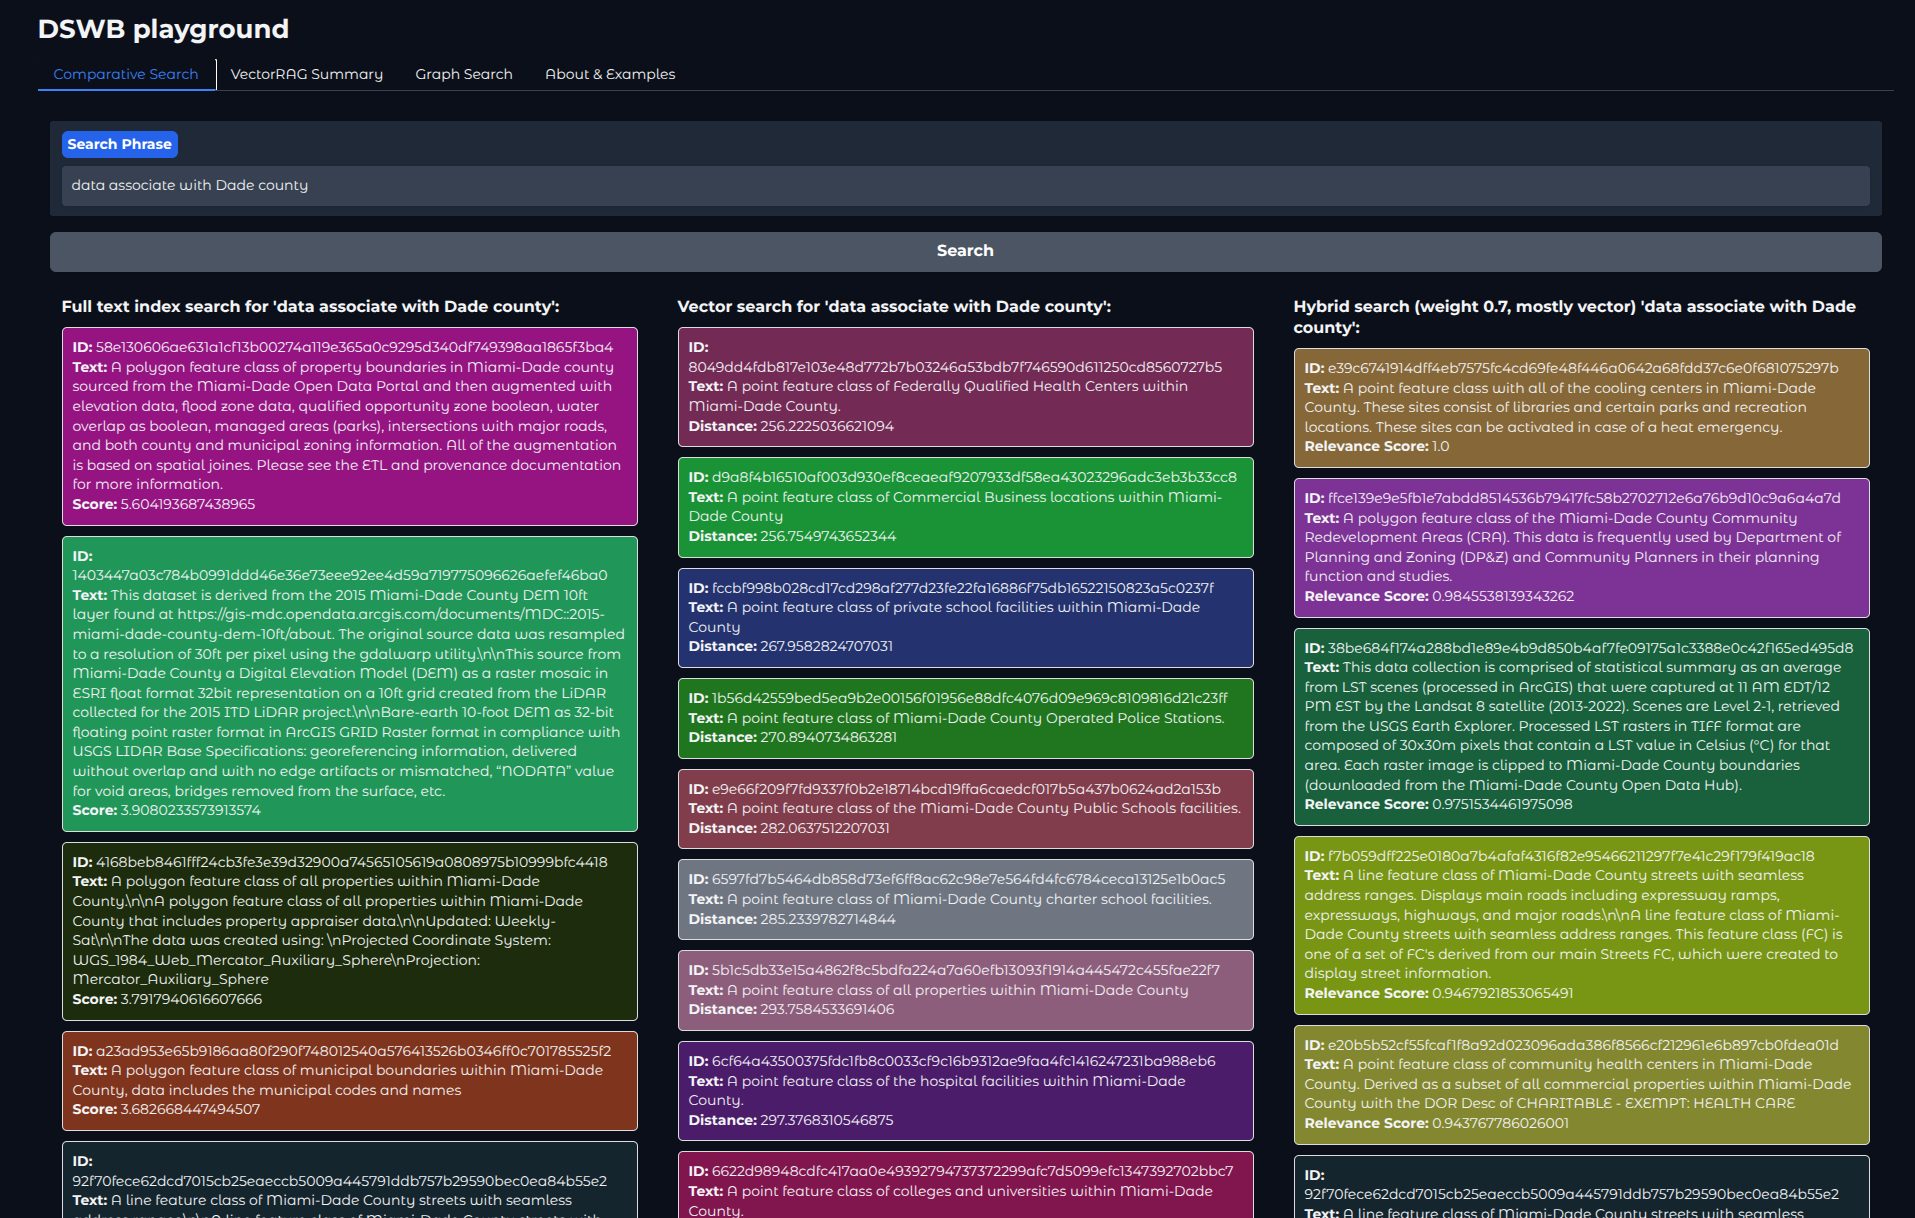 DSWB playground
Comparative Search
VectorRAG Summary
Graph Search
About & Examples
Search Phrase
data associate with Dade county
Search
Full text index search for 'data associate with Dade county':
ID: 58e130606ae631a1cf13b00274a119e365a0c9295d340df749398aa1865f3ba4
Text: A polygon feature class of property boundaries in Miami-Dade county
sourced from the Miami-Dade Open Data Portal and then augmented with
elevation data, flood zone data, qualified opportunity zone boolean, water
overlap as boolean, managed areas (parks), intersections with major roads,
and both county and municipal zoning information. All of the augmentation
is based on spatial joines. Please see the ETL and provenance documentation
for more information.
Score: 5.604193687438965
ID:
1403447a03c784b0991ddd46e36e73eee92ee4d59a719775096626aefef46ba0
Text: This dataset is derived from the 2015 Miami-Dade County DEM 10ft
layer found at https://gis-mdc.opendata.arcgis.com/documents/MDC::2015-
miami-dade-county-dem-10ft/about. The original source data was resampled
to a resolution of 30ft per pixel using the gdalwarp utility.\n\nThis source from
Miami-Dade County a Digital Elevation Model (DEM) as a raster mosaic in
ESRI float format 32bit representation on a 10ft grid created from the LiDAR
collected for the 2015 ITD LiDAR project.\n\nBare-earth 10-foot DEM as 32-bit
floating point raster format in ArcGIS GRID Raster format in compliance with
USGS LIDAR Base Specifications: georeferencing information, delivered
without overlap and with no edge artifacts or mismatched, “NODATA” value
for void areas, bridges removed from the surface, etc.
Score: 3.9080233573913574
ID: 4168beb8461fff24cb3fe3e39d32900a74565105619a0808975b10999bfc4418
Text: A polygon feature class of all properties within Miami-Dade
County.\n\nA polygon feature class of all properties within Miami-Dade
County that includes property appraiser data.\n\nUpdated: Weekly-
Sat\n\nThe data was created using: \nProjected Coordinate System:
WGS_1984_Web_Mercator_Auxiliary_Sphere\nProjection:
Mercator_Auxiliary_Sphere
Score: 3.7917940616607666
ID: a23ad953e65b9186aa80f290f748012540a576413526b0346ff0c701785525f2
Text: A polygon feature class of municipal boundaries within Miami-Dade
County, data includes the municipal codes and names
Score: 3.682668447494507
ID:
92f70fece62dcd7015cb25eaeccb5009a445791ddb757b29590bec0ea84b55e2
Text: A line feature class of Miami-Dade County streets with seamless
address ranges.\n\nA line feature class of Miami-Dade County streets with
Vector search for 'data associate with Dade county':
ID:
8049dd4fdb817e103e48d772b7b03246a53bdb7f746590d611250cd8560727b5
Text: A point feature class of Federally Qualified Health Centers within
Miami-Dade County.
Distance: 256.2225036621094
ID: d9a8f4b16510af003d930ef8ceaeaf9207933df58ea43023296adc3eb3b33cc8
Text: A point feature class of Commercial Business locations within Miami-
Dade County
Distance: 256.7549743652344
ID: fccbf998b028cd17cd298af277d23fe22fa16886f75db16522150823a5c0237f
Text: A point feature class of private school facilities within Miami-Dade
County
Distance: 267.9582824707031
ID: 1b56d42559bed5ea9b2e00156f01956e88dfc4076d09e969c8109816d21c23ff
Text: A point feature class of Miami-Dade County Operated Police Stations.
Distance: 270.8940734863281
ID: e9e66f209f7fd9337f0b2e18714bcd19ffa6caedcf017b5a437b0624ad2a153b
Text: A point feature class of the Miami-Dade County Public Schools facilities.
Distance: 282.0637512207031
ID: 6597fd7b5464db858d73ef6ff8ac62c98e7e564fd4fc6784ceca13125e1b0ac5
Text: A point feature class of Miami-Dade County charter school facilities.
Distance: 285.2339782714844
ID: 5b1c5db33e15a4862f8c5bdfa224a7a60efb13093f1914a445472c455fae22f7
Text: A point feature class of all properties within Miami-Dade County
Distance: 293.7584533691406
ID: 6cf64a43500375fdc1fb8c0033cf9c16b9312ae9faa4fc1416247231ba988eb6
Text: A point feature class of the hospital facilities within Miami-Dade
County.
Distance: 297.3768310546875
ID: 6622d98948cdfc417aa0e49392794737372299afc7d5099efc1347392702bbc7
Text: A point feature class of colleges and universities within Miami-Dade
County.
Hybrid search (weight 0.7, mostly vector) 'data associate with Dade
county':
ID: e39c6741914dff4eb7575fc4cd69fe48f446a0642a68fdd37c6e0f681075297b
Text: A point feature class with all of the cooling centers in Miami-Dade
County. These sites consist of libraries and certain parks and recreation
locations. These sites can be activated in case of a heat emergency.
Relevance Score: 1.0
ID: ffce139e9e5fb1e7abdd8514536b79417fc58b2702712e6a76b9d10c9a6a4a7d
Text: A polygon feature class of the Miami-Dade County Community
Redevelopment Areas (CRA). This data is frequently used by Department of
Planning and Zoning (DP&Z) and Community Planners in their planning
function and studies.
Relevance Score: 0.9845538139343262
ID: 38be684f174a288bd1e89e4b9d850b4af7fe09175a1c3388e0c42f165ed495d8
Text: This data collection is comprised of statistical summary as an average
from LST scenes (processed in ArcGIS) that were captured at 11 AM EDT/12
PM EST by the Landsat 8 satellite (2013-2022). Scenes are Level 2-1, retrieved
from the USGS Earth Explorer. Processed LST rasters in TIFF format are
composed of 30x30m pixels that contain a LST value in Celsius (°C) for that
area. Each raster image is clipped to Miami-Dade County boundaries
(downloaded from the Miami-Dade County Open Data Hub).
Relevance Score: 0.9751534461975098
ID: f7b059dff225e0180a7b4afaf4316f82e95466211297f7e41c29f179f419ac18
Text: A line feature class of Miami-Dade County streets with seamless
address ranges. Displays main roads including expressway ramps,
expressways, highways, and major roads.\n\nA line feature class of Miami-
Dade County streets with seamless address ranges. This feature class (FC) is
one of a set of FC's derived from our main Streets FC, which were created to
display street information.
Relevance Score: 0.9467921853065491
ID: e20b5b52cf55fcaf1f8a92d023096ada386f8566cf212961e6b897cb0fdea01d
Text: A point feature class of community health centers in Miami-Dade
County. Derived as a subset of all commercial properties within Miami-Dade
County with the DOR Desc of CHARITABLE - EXEMPT: HEALTH CARE
Relevance Score: 0.943767786026001
ID:
92f70fece62dcd7015cb25eaeccb5009a445791ddb757b29590bec0ea84b55e2
Text: A line feature class of Miami-Dade County streets with seamless